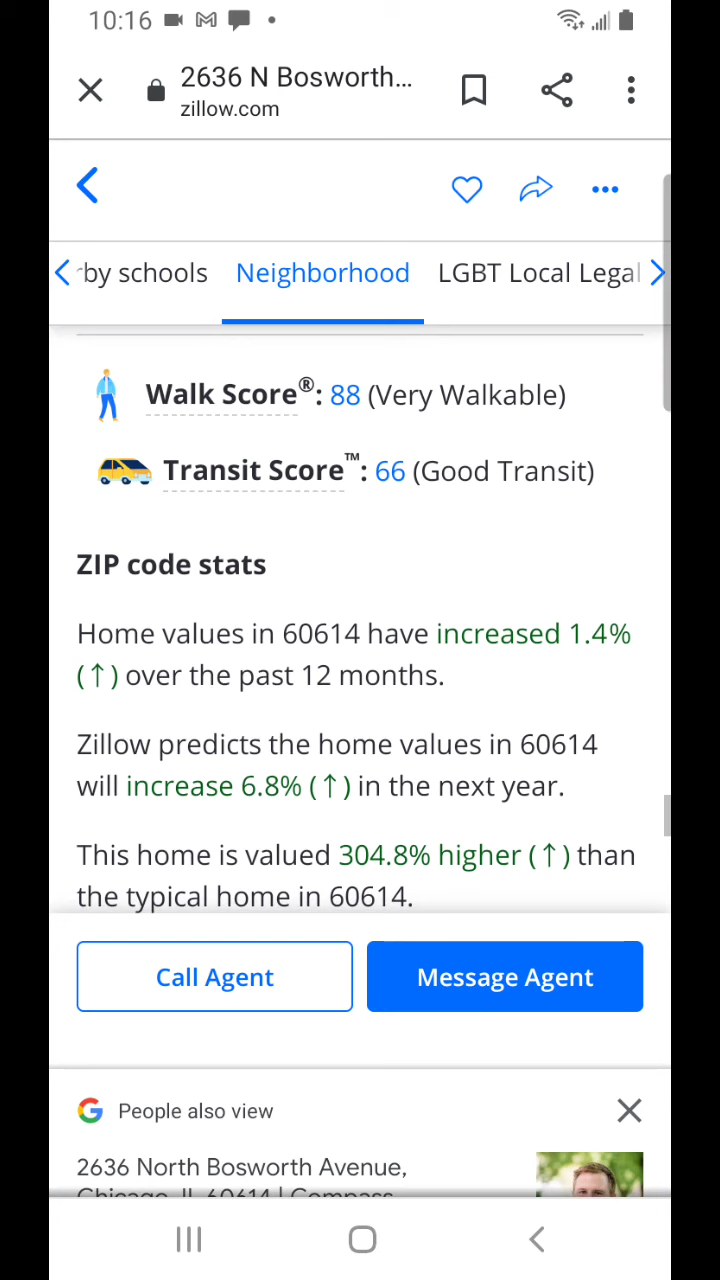 10:16
2636 N Bosworth...
zillow.com
by schools Neighborhood LGBT Local Legal
Walk Score®: 88 (Very Walkable)
Transit Score™: 66 (Good Transit)
ZIP code stats
Home values in 60614 have increased 1.4%
(↑) over the past 12 months.
Zillow predicts the home values in 60614
will increase 6.8% (↑) in the next year.
This home is valued 304.8% higher (↑) than
the typical home in 60614.
Call Agent Message Agent
People also view
2636 North Bosworth Avenue,
Chicago, IL 60614 | Compass